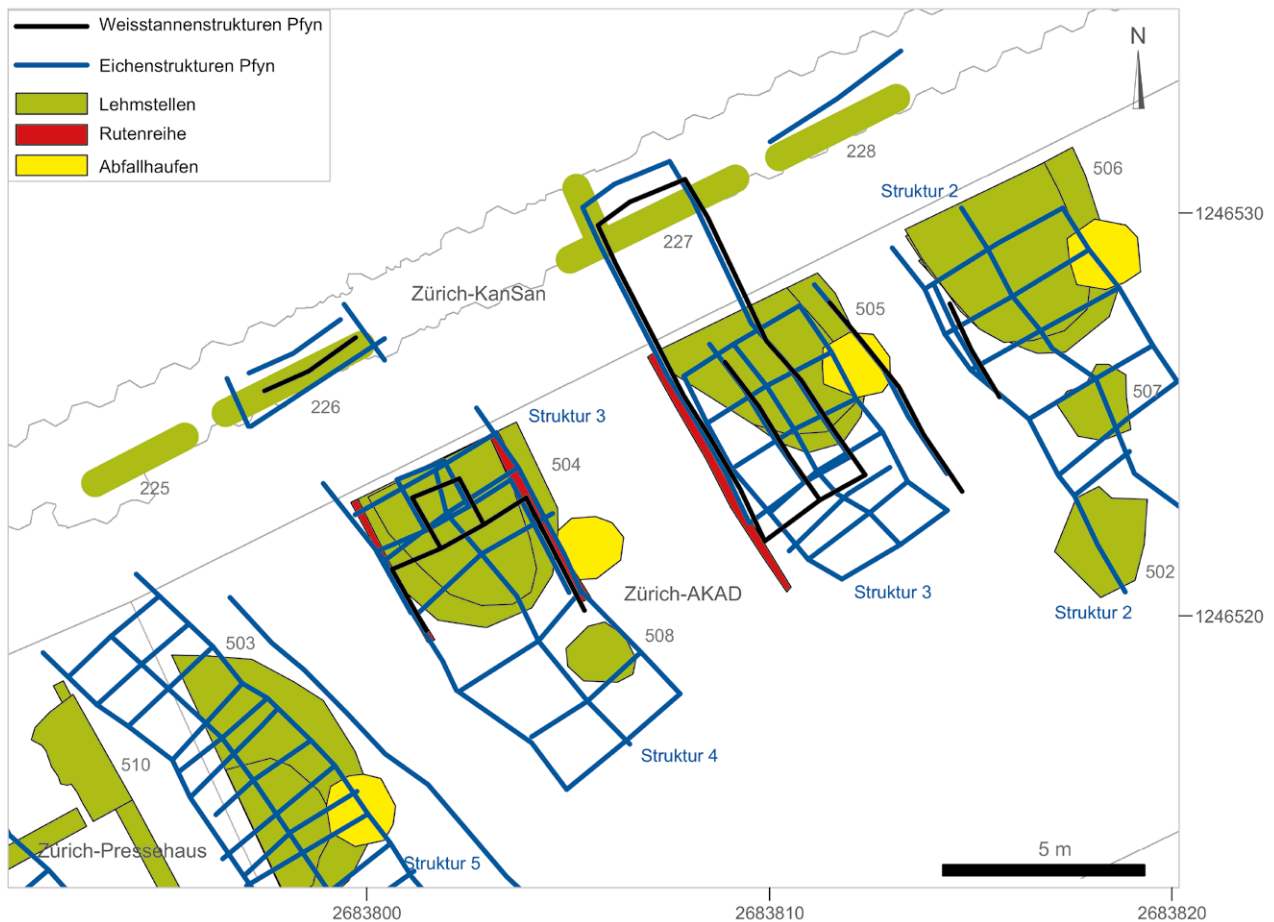 Weisstannenstrukturen Pfyn
Eichenstrukturen Pfyn
Lehmstellen
Rutenreihe
Abfallhaufen
N
228
506
Struktur 2
1246530
227
Zürich-KanSan
505
226
507
Struktur 3
504
225
502
Zürich-AKAD
Struktur 3
Struktur 2
1246520
508
503
Struktur 4
510
Zürich-Pressehaus
Struktur 5
5 m
2683800
2683810
2683820